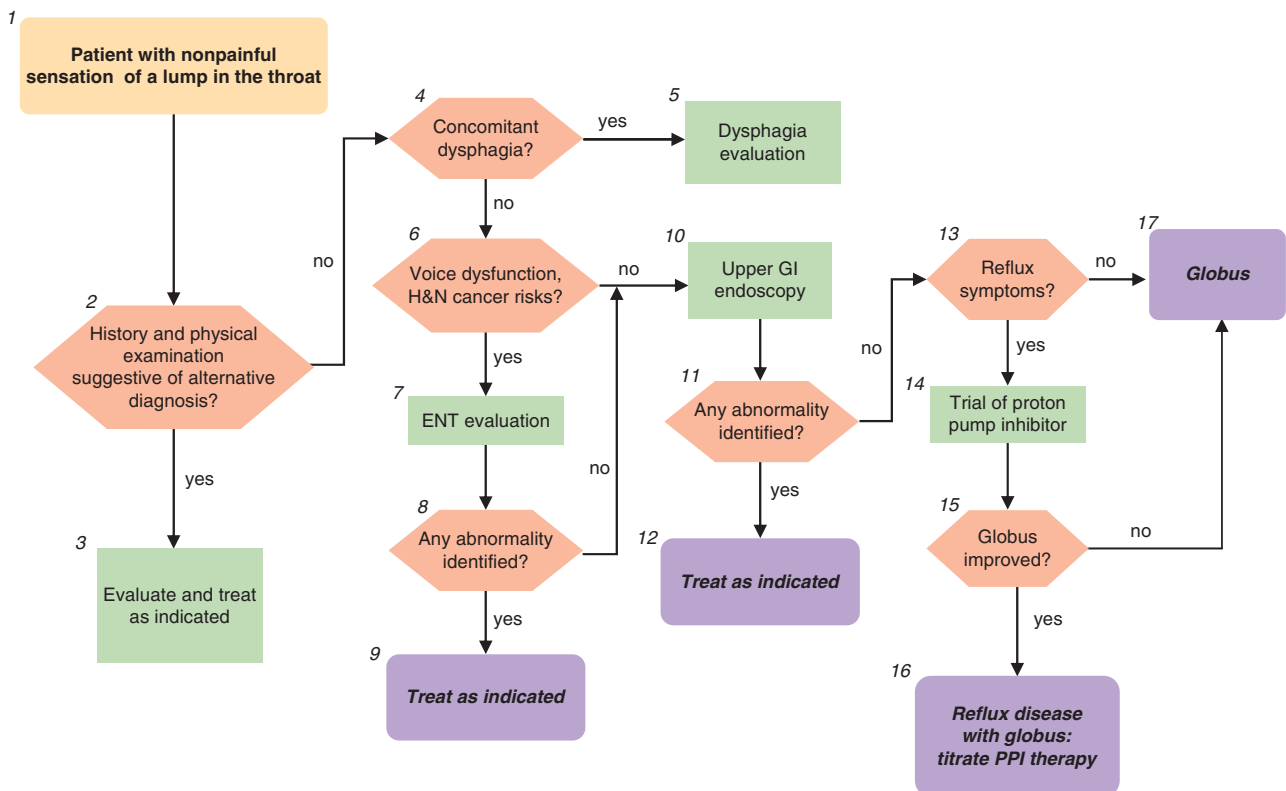 1
Patient with nonpainful
sensation of a lump in the throat
2
History and physical
examination
suggestive of alternative
diagnosis?
yes
no
3
Evaluate and treat
as indicated
4
Concomitant
dysphagia?
yes
no
5
Dysphagia
evaluation
6
Voice dysfunction,
H&N cancer risks?
no
yes
7
ENT evaluation
8
Any abnormality
identified?
no
yes
9
Treat as indicated
10
Upper GI
endoscopy
11
Any abnormality
identified?
no
yes
12
Treat as indicated
13
Reflux
symptoms?
no
yes
14
Trial of proton
pump inhibitor
15
Globus
improved?
no
yes
16
Reflux disease
with globus:
titrate PPI therapy
17
Globus